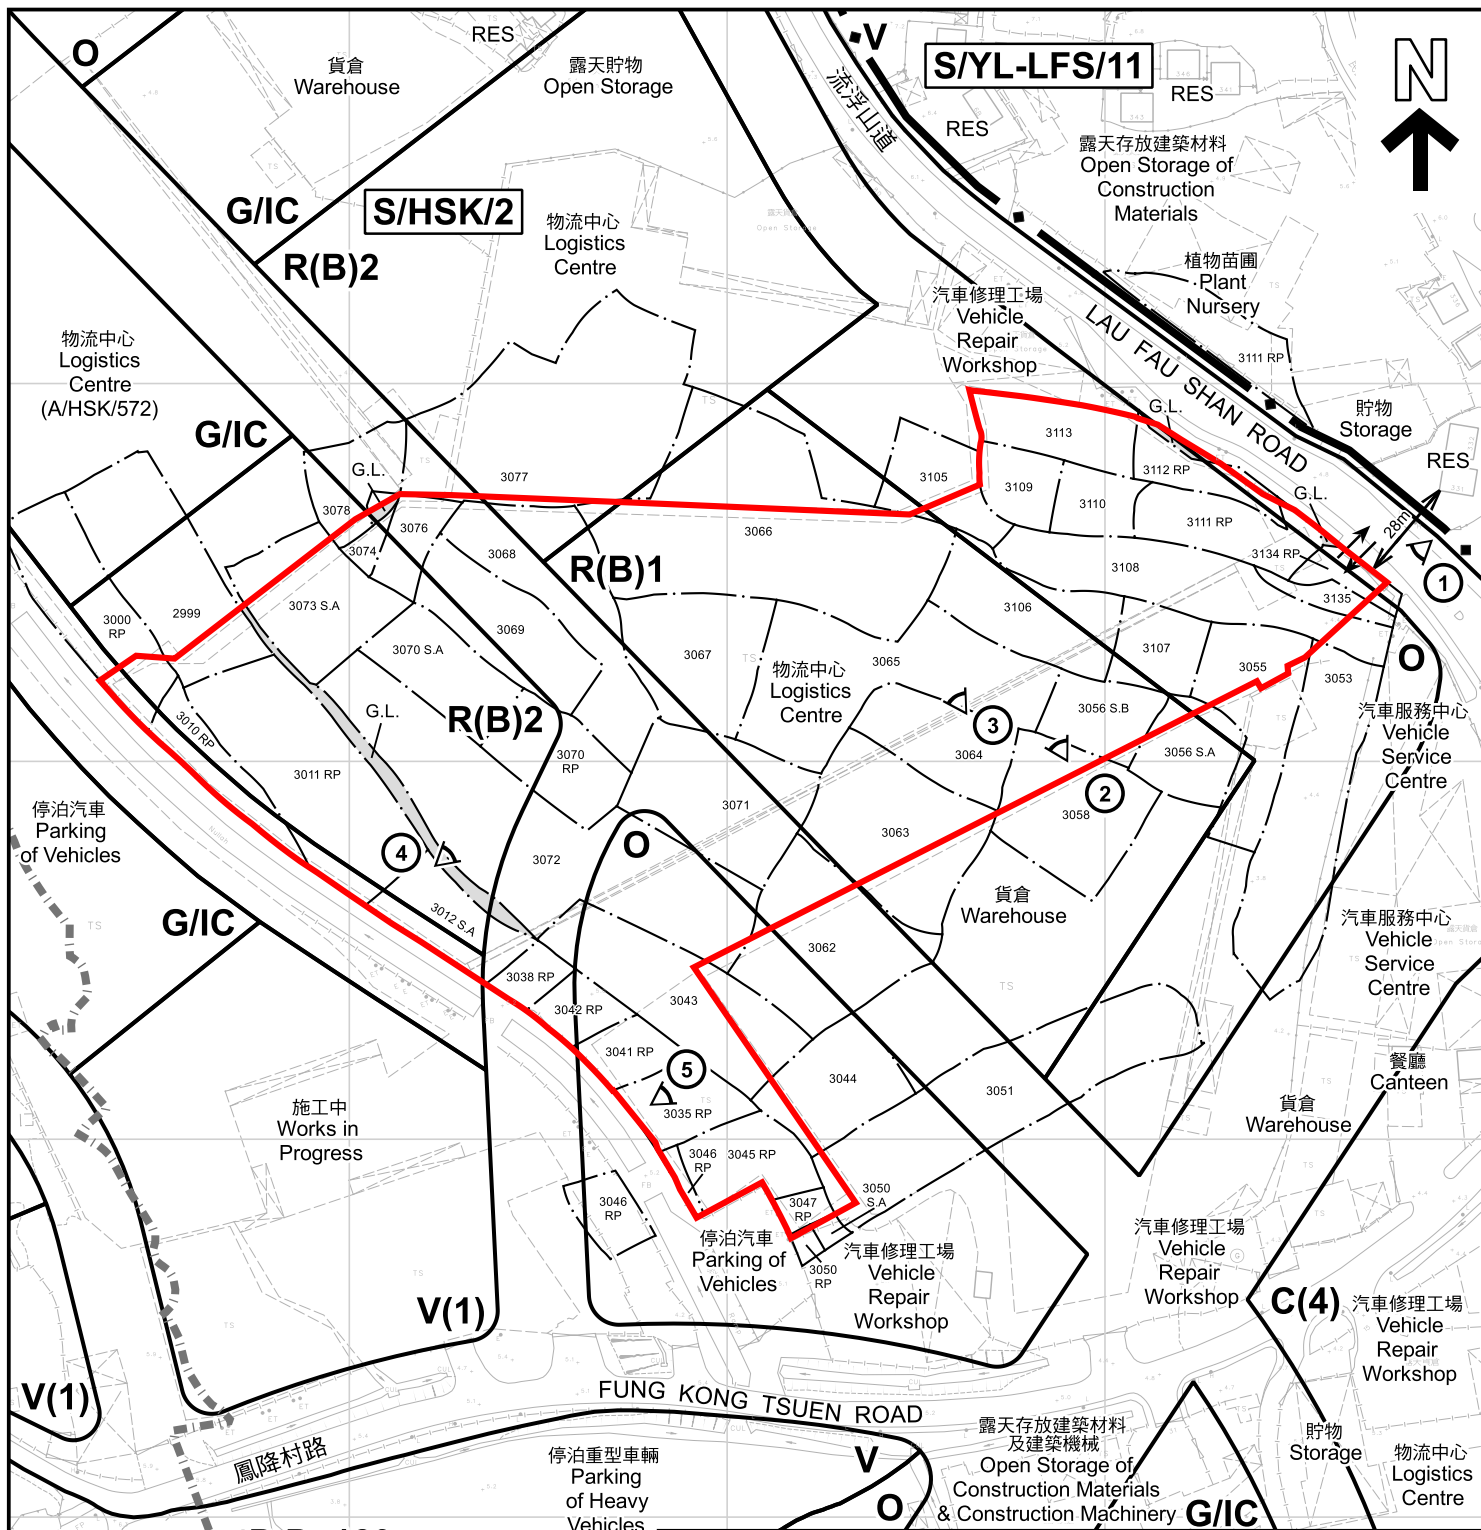 O
貨倉
Warehouse
RES
露天貯物
Open Storage
V
S/YL-LFS/11
RES
RES
N
流浮山道
露天存放建築材料
Open Storage of
Construction
Materials
G/IC
S/HSK/2
R(B)2
物流中心
Logistics
Centre
植物苗圃
Plant
Nursery
汽車修理工場
Vehicle
Repair
Workshop
LAU FAU SHAN ROAD
3111 RP
物流中心
Logistics
Centre
(A/HSK/572)
G/IC
貯物
Storage
RES
G.L.
3113
3112 RP
G.L.
3077
3105
3109
3110
3111 RP
28m
G.L.
3078
3076
3074
3066
3068
R(B)1
3134 RP
3108
1
3135
3073 S.A
3106
2999
3000
RP
3069
3070 S.A
3067
3065
3107
3055
3053
O
物流中心
Logistics
Centre
3056 S.B
3
3064
3056 S.A
汽車服務中心
Vehicle
Service
Centre
G.L.
R(B)2
3010 RP
3070
RP
3011 RP
2
3058
3071
3063
停泊汽車
Parking
of Vehicles
4
3072
O
貨倉
Warehouse
G/IC
3012 S.A
3062
汽車服務中心
Vehicle
Service
Centre
3038 RP
3042 RP
3043
3041 RP
5
3035 RP
3044
3051
餐廳
Canteen
貨倉
Warehouse
施工中
Works in
Progress
3046
RP
3045 RP
3046
RP
3047
RP
3050
S.A
3050
RP
停泊汽車
Parking of
Vehicles
汽車修理工場
Vehicle
Repair
Workshop
汽車修理工場
Vehicle
Repair
Workshop
V(1)
C(4)
汽車修理工場
Vehicle
Repair
Workshop
V(1)
FUNG KONG TSUEN ROAD
鳳降村路
停泊重型車輛
Parking
of Heavy
Vehicles
V
O
露天存放建築材料
及建築機械
Open Storage of
Construction Materials
& Construction Machinery
G/IC
貯物
Storage
物流中心
Logistics
Centre